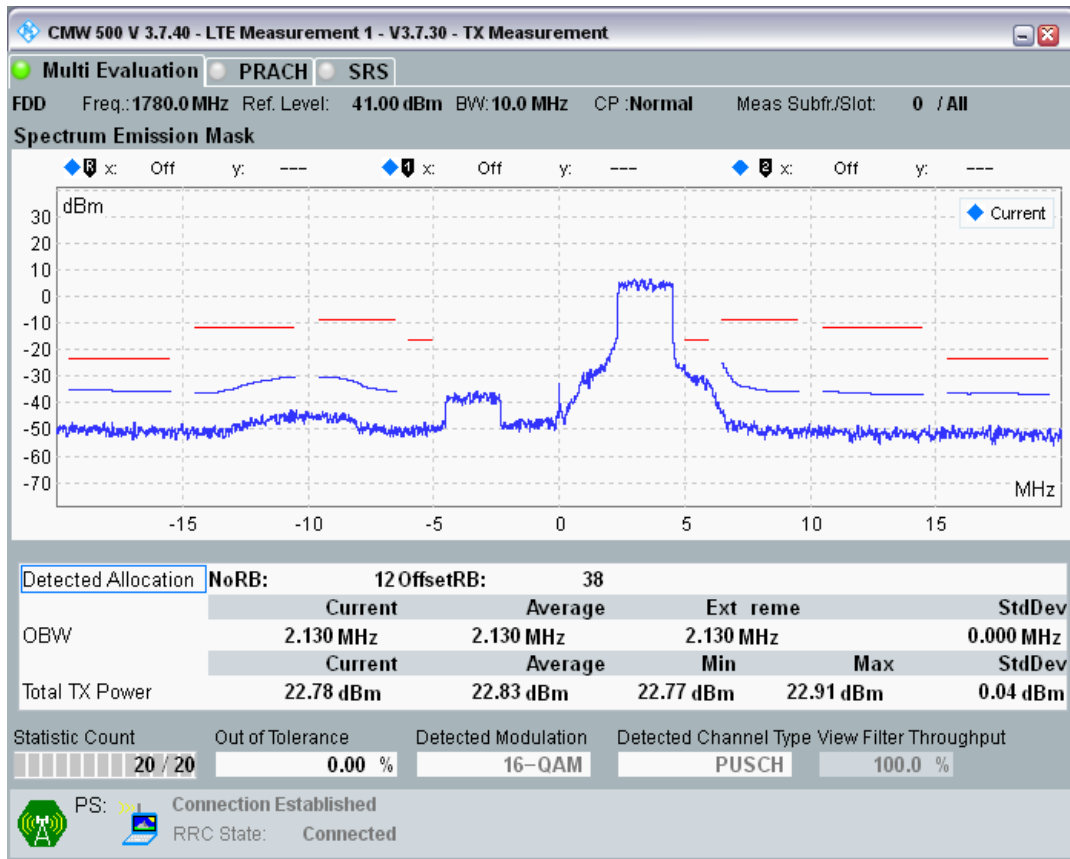 CMW 500 V 3.7.40 - LTE Measurement 1 - V3.7.30 - TX Measurement
Multi Evaluation PRACH SRS
FDD Freq.: 1780.0 MHz Ref. Level: 41.00 dBm BW: 10.0 MHz CP : Normal Meas Subfr./Slot: 0 / All
Spectrum Emission Mask
R x: Off y: --- 1 x: Off y: --- 2 x: Off y: ---
dBm
Current
30
20
10
0
-10
-20
-30
-40
-50
-60
-70
MHz
-15 -10 -5 0 5 10 15
Detected Allocation NoRB: 12 OffsetRB: 38
Current Average Ext reme StdDev
OBW 2.130 MHz 2.130 MHz 2.130 MHz 0.000 MHz
Current Average Min Max StdDev
Total TX Power 22.78 dBm 22.83 dBm 22.77 dBm 22.91 dBm 0.04 dBm
Statistic Count Out of Tolerance Detected Modulation Detected Channel Type View Filter Throughput
20 / 20 0.00 % 16-QAM PUSCH 100.0 %
PS: Connection Established
RRC State: Connected